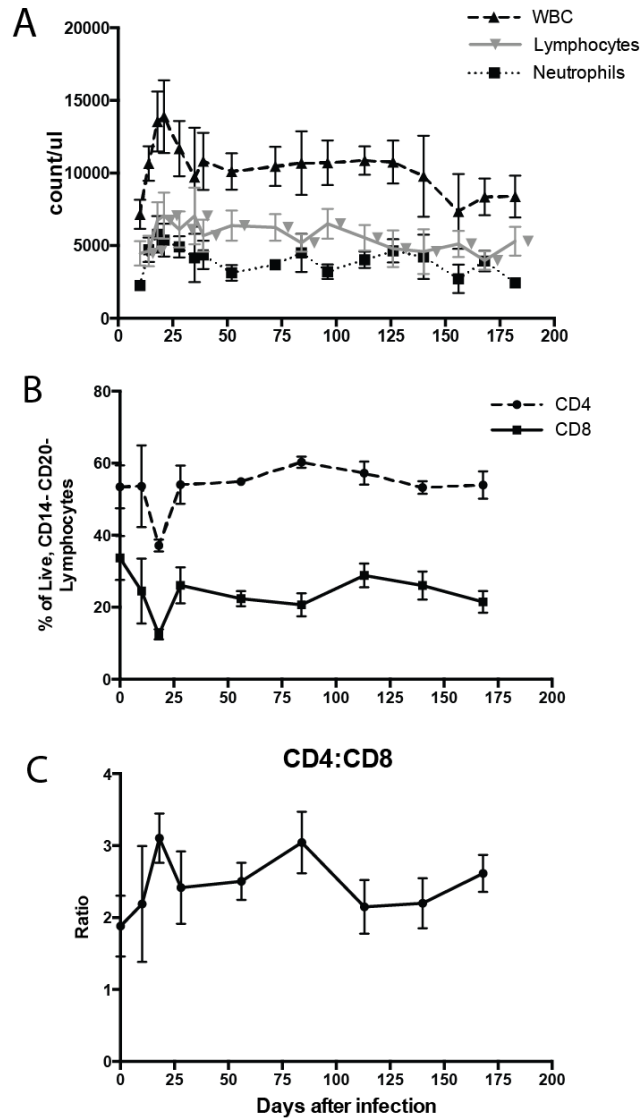 A
WBC
Lymphocytes
Neutrophils
20000
15000
10000
5000
0
count/ul
0 25 50 75 100 125 150 175 200
B
CD4
CD8
80
60
40
20
0
% of Live, CD14- CD20-
Lymphocytes
0 25 50 75 100 125 150 175 200
C
CD4:CD8
4
3
2
1
0
Ratio
0 25 50 75 100 125 150 175 200
Days after infection